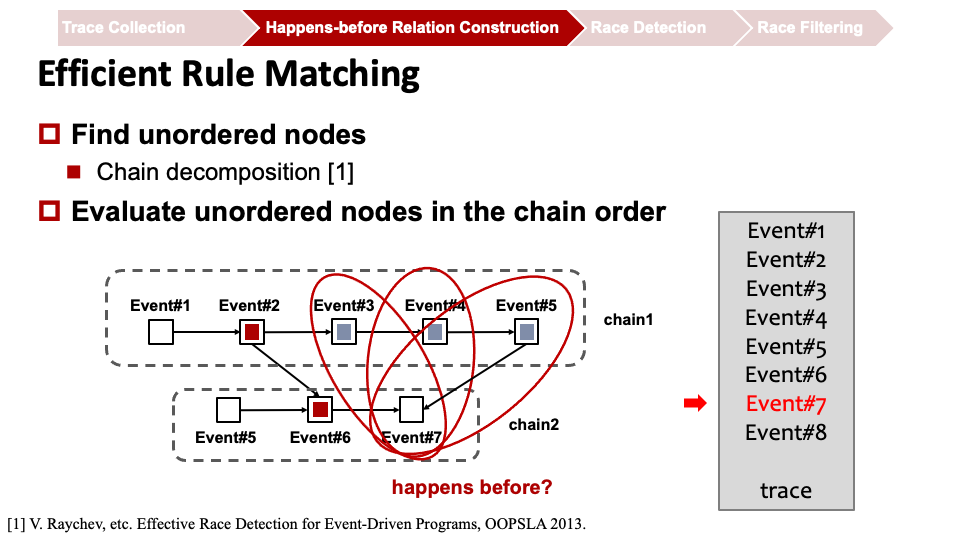 Trace Collection
Happens-before Relation Construction
Race Detection
Race Filtering
Efficient Rule Matching
Find unordered nodes
Chain decomposition [1]
Evaluate unordered nodes in the chain order
Event#1
Event#2
Event#3
Event#4
Event#5
chain1
Event#5
Event#6
Event#7
chain2
happens before?
Event#1
Event#2
Event#3
Event#4
Event#5
Event#6
Event#7
Event#8
trace
[1] V. Raychev, etc. Effective Race Detection for Event-Driven Programs, OOPSLA 2013.